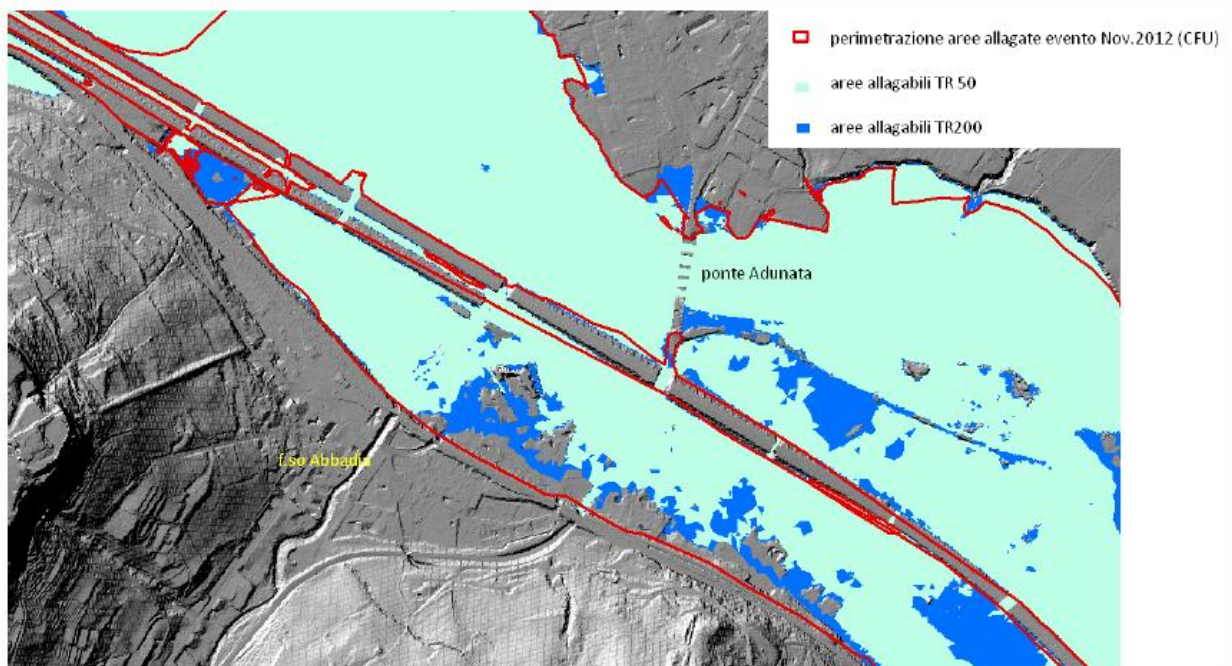 perimetrazione aree allagate evento Nov.2012 (CFU)
aree allagabili TR 50
aree allagabili TR200
ponte Adunata
f.so Abbadia